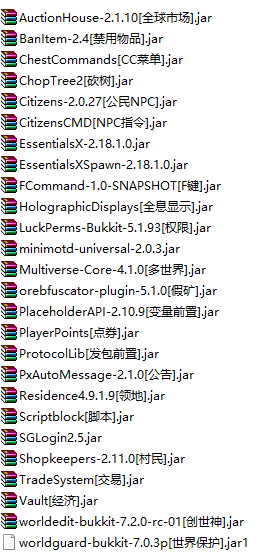 AuctionHouse-2.1.10[全球市场].jar
BanItem-2.4[禁用物品].jar
ChestCommands[CC菜单].jar
ChopTree2[砍树].jar
Citizens-2.0.27[公民NPC].jar
CitizensCMD[NPC指令].jar
EssentialsX-2.18.1.0.jar
EssentialsXSpawn-2.18.1.0.jar
FCommand-1.0-SNAPSHOT[F键].jar
HolographicDisplays[全息显示].jar
LuckPerms-Bukkit-5.1.93[权限].jar
minimotd-universal-2.0.3.jar
Multiverse-Core-4.1.0[多世界].jar
orebfuscator-plugin-5.1.0[假矿].jar
PlaceholderAPI-2.10.9[变量前置].jar
PlayerPoints[点券].jar
ProtocolLib[发包前置].jar
PxAutoMessage-2.1.0[公告].jar
Residence4.9.1.9[领地].jar
Scriptblock[脚本].jar
SGLogin2.5.jar
Shopkeepers-2.11.0[村民].jar
TradeSystem[交易].jar
Vault[经济].jar
worldedit-bukkit-7.2.0-rc-01[创世神].jar
worldguard-bukkit-7.0.3p[世界保护].jar1